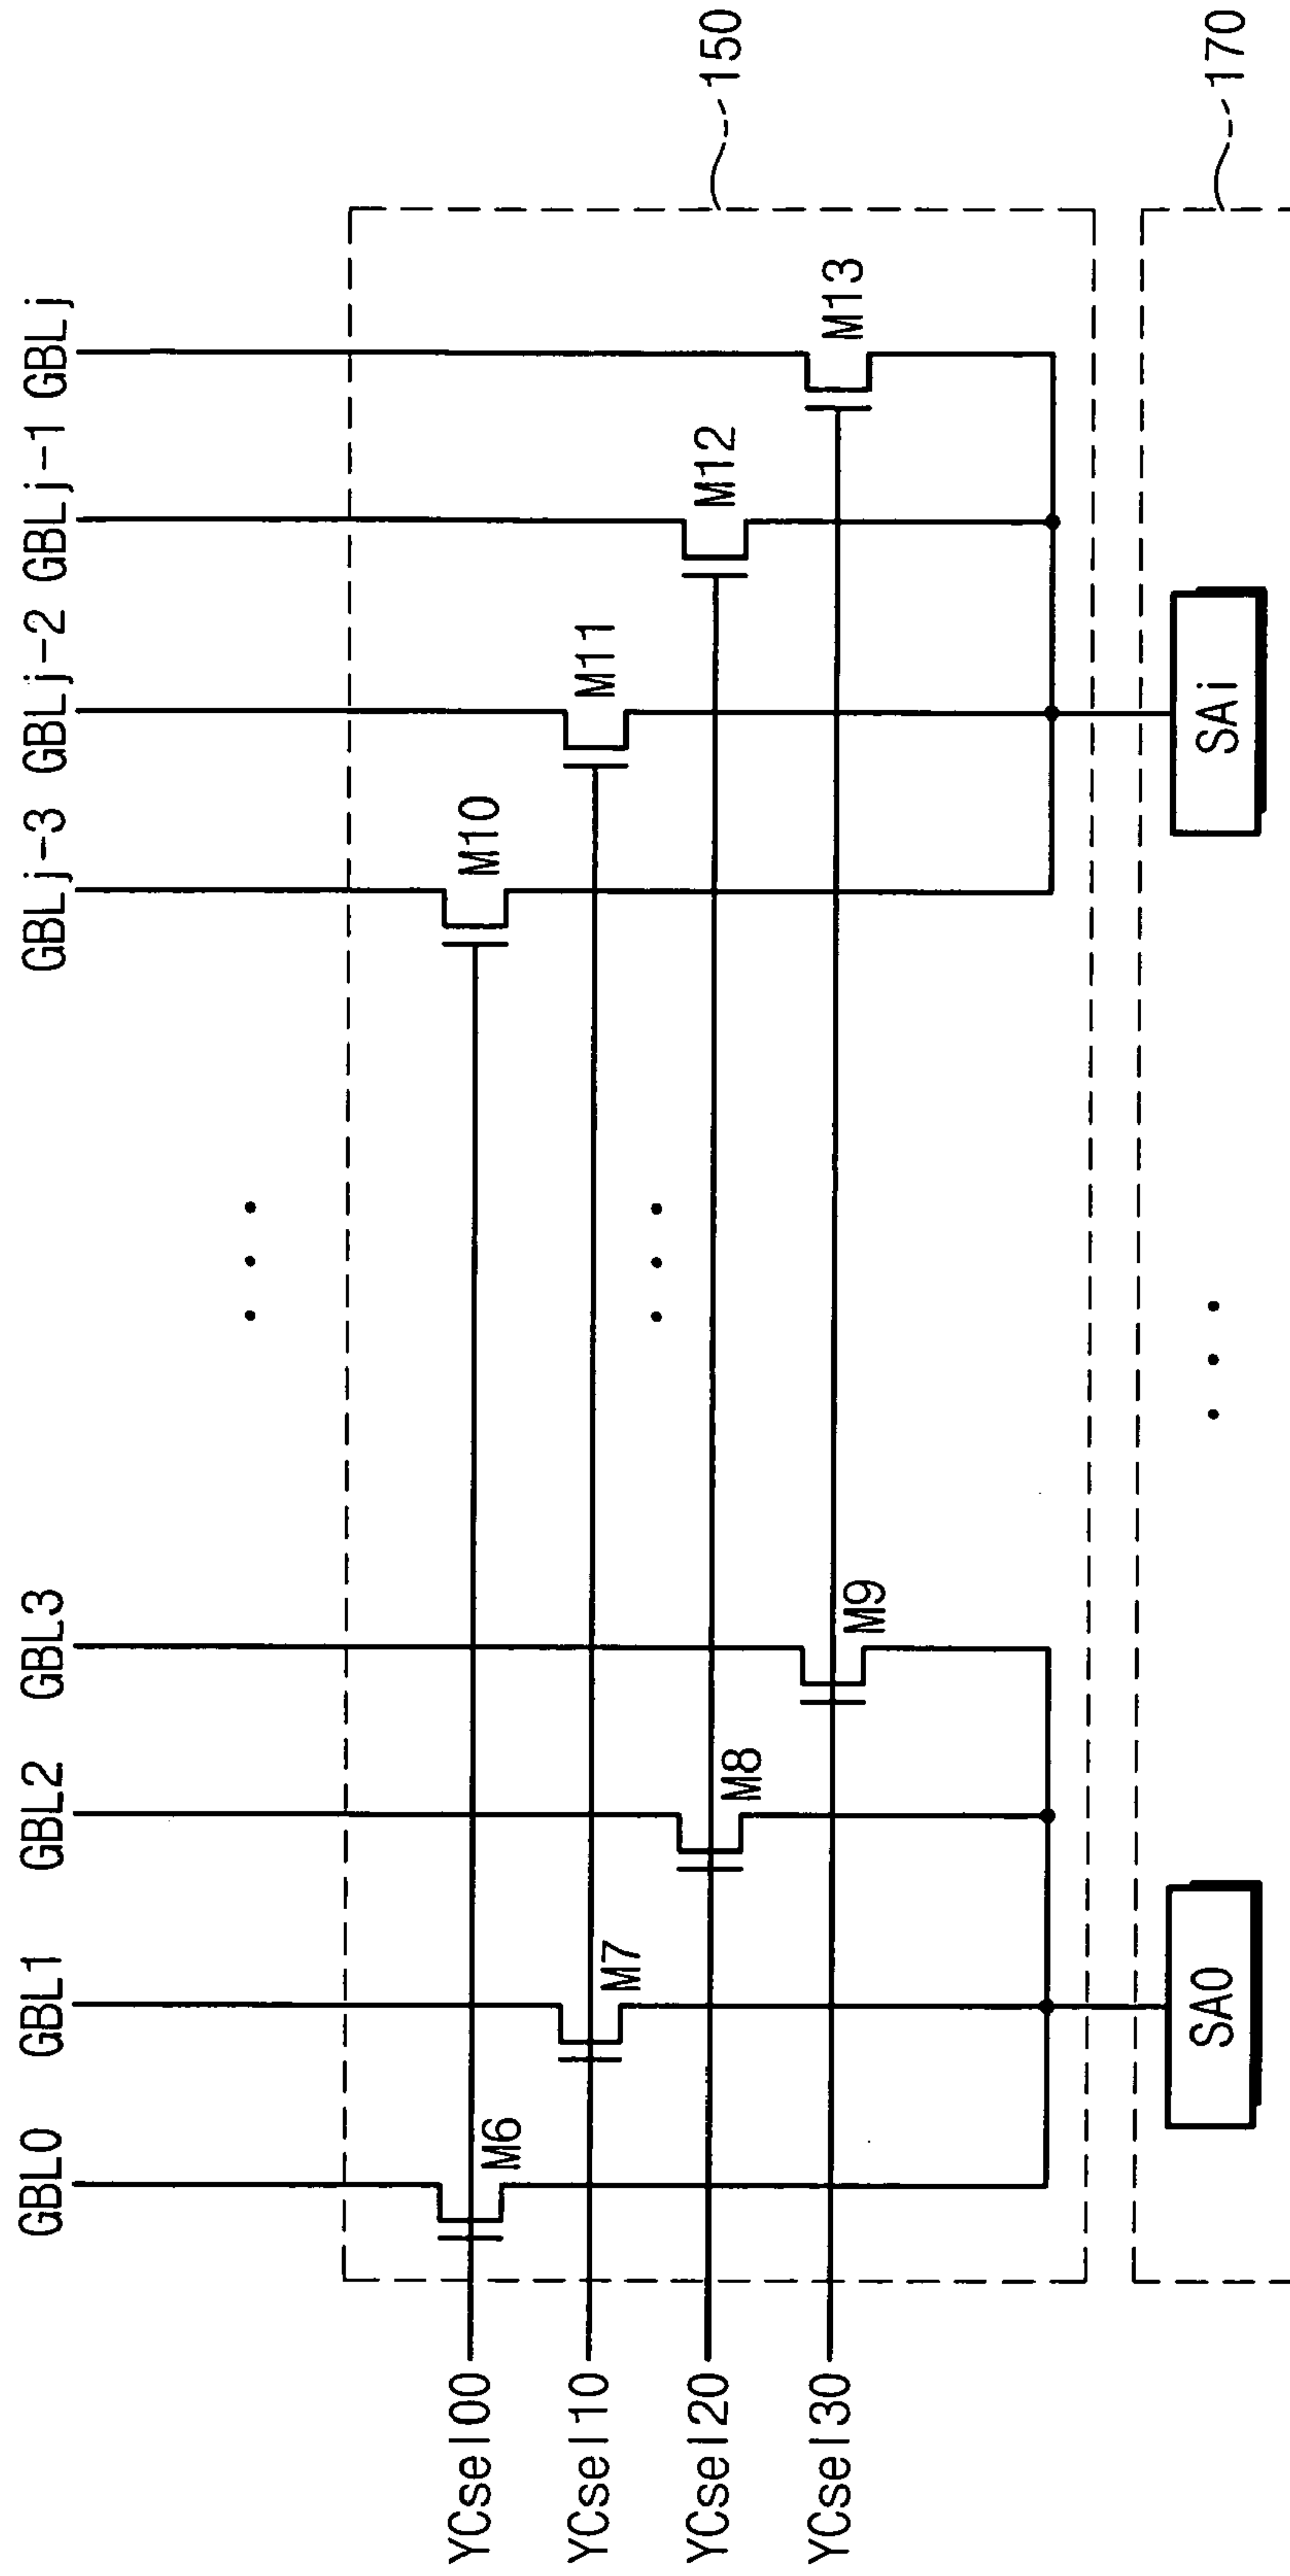 GBL0 GBL1 GBL2 GBL3 GBLj-3 GBLj-2 GBLj-1 GBLj
YCsel00
M6
M10
YCsel10
M7
M11
YCsel20
M8
M12
150
YCsel30
M9
M13
SA0
SAi
170